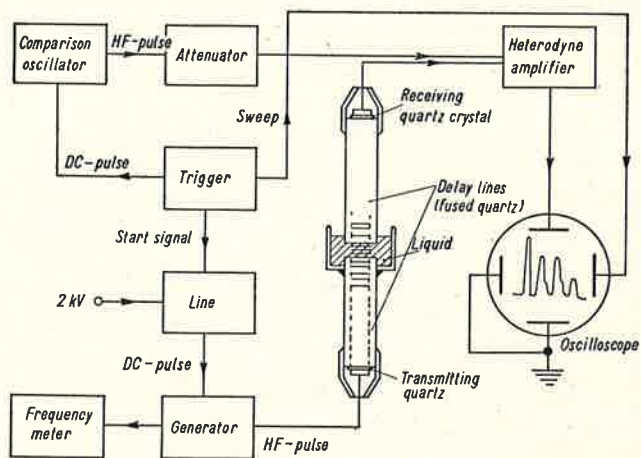 Comparison
oscillator
HF-pulse
Attenuator
Heterodyne
amplifier
Sweep
Receiving
quartz crystal
DC-pulse
Trigger
Delay lines
(fused quartz)
Start signal
Liquid
2 kV
Line
Oscilloscope
DC-pulse
Transmitting
quartz
Frequency
meter
Generator
HF-pulse